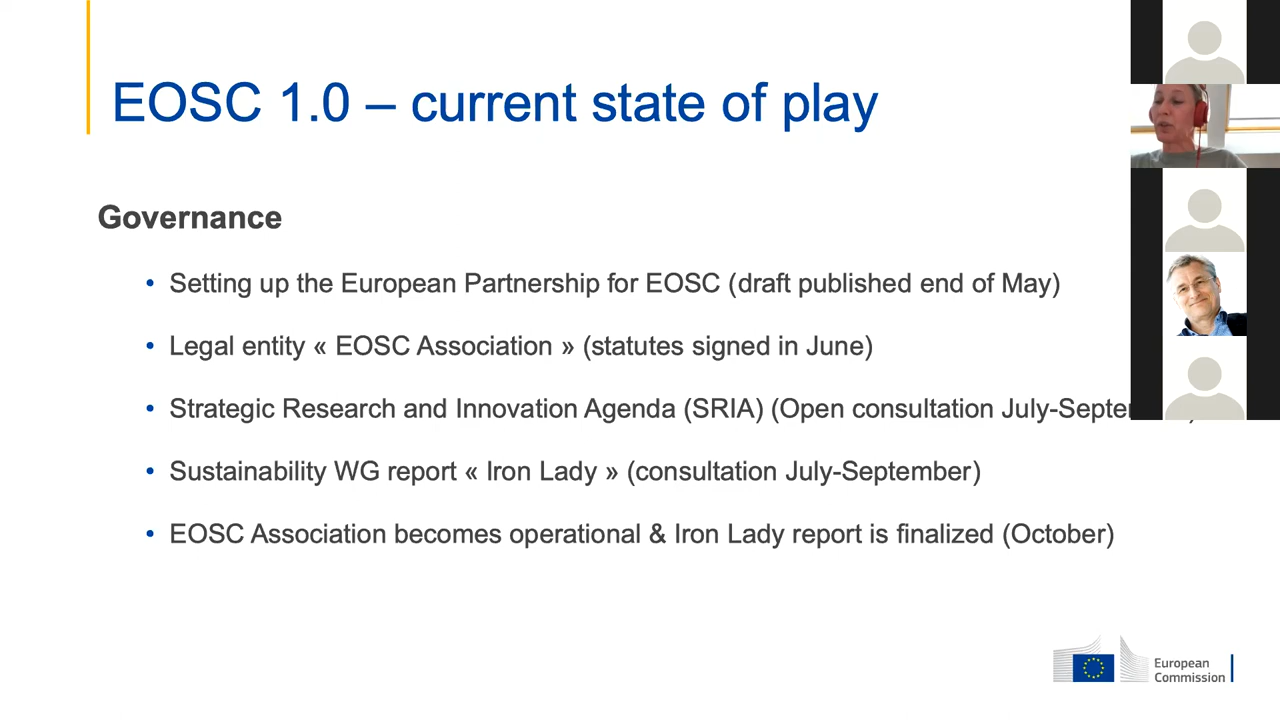 EOSC 1.0 – current state of play
Governance
• Setting up the European Partnership for EOSC (draft published end of May)
• Legal entity « EOSC Association » (statutes signed in June)
• Strategic Research and Innovation Agenda (SRIA) (Open consultation
• Sustainability WG report « Iron Lady » (consultation July-September)
• EOSC Association becomes operational & Iron Lady report is finalized (October)
European
Commission